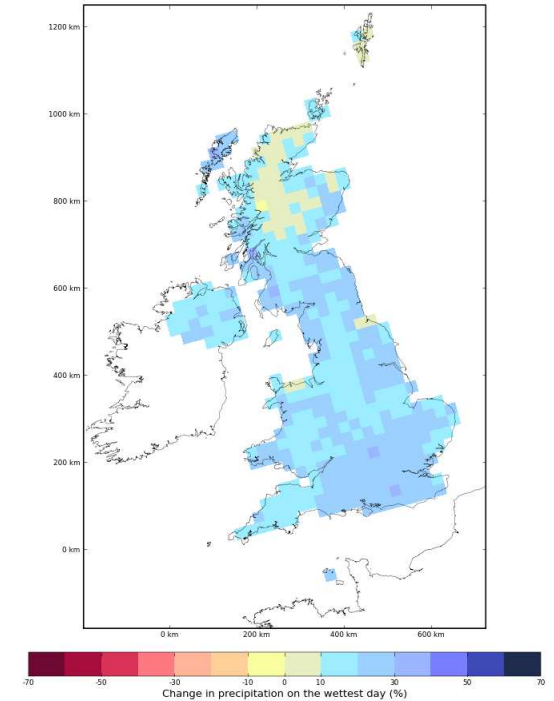 1200 km
1000 km
800 km
600 km
400 km
200 km
0 km
0 km 200 km 400 km 600 km
-70 -50 -30 -10 0 10 30 50 70
Change in precipitation on the wettest day (%)